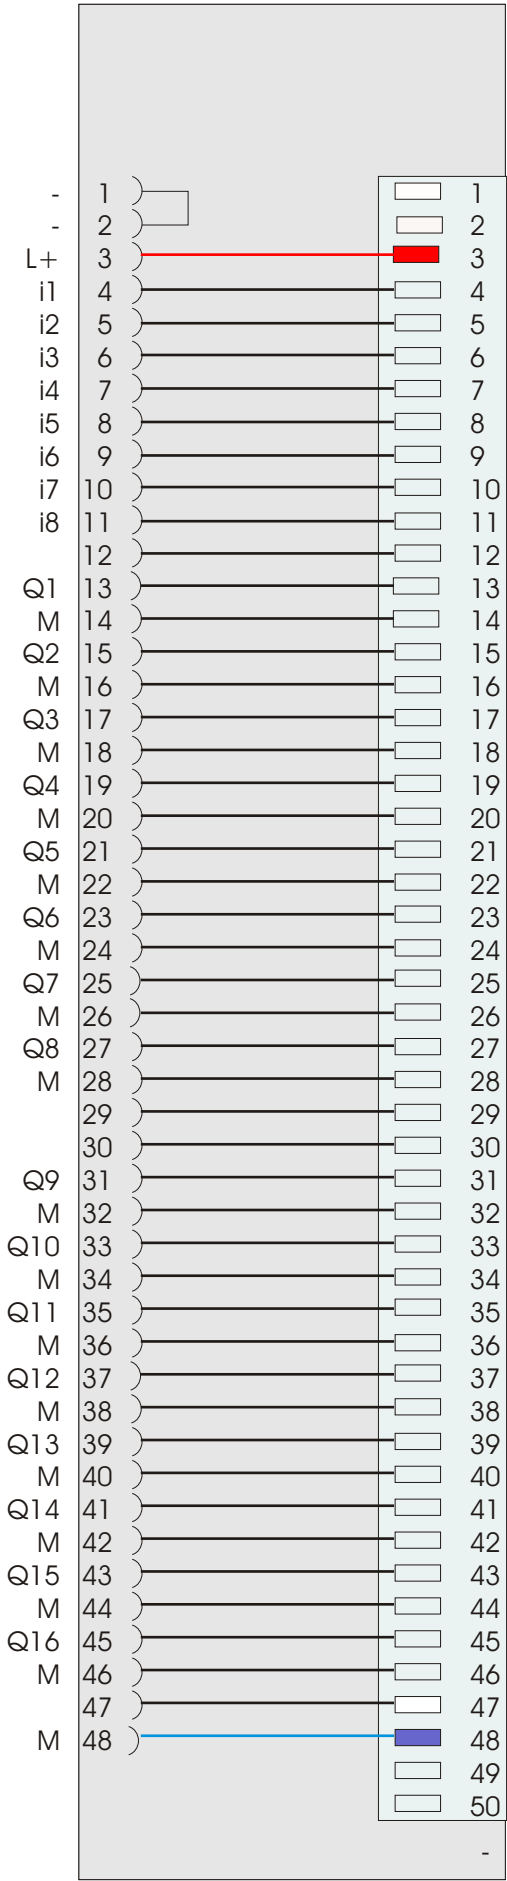 - 1 1
- 2 2
L+ 3 3
i1 4 4
i2 5 5
i3 6 6
i4 7 7
i5 8 8
i6 9 9
i7 10 10
i8 11 11
12 12
Q1 13 13
M 14 14
Q2 15 15
M 16 16
Q3 17 17
M 18 18
Q4 19 19
M 20 20
Q5 21 21
M 22 22
Q6 23 23
M 24 24
Q7 25 25
M 26 26
Q8 27 27
M 28 28
29 29
30 30
Q9 31 31
M 32 32
Q10 33 33
M 34 34
Q11 35 35
M 36 36
Q12 37 37
M 38 38
Q13 39 39
M 40 40
Q14 41 41
M 42 42
Q15 43 43
M 44 44
Q16 45 45
M 46 46
47 47
M 48 48
49
50
-